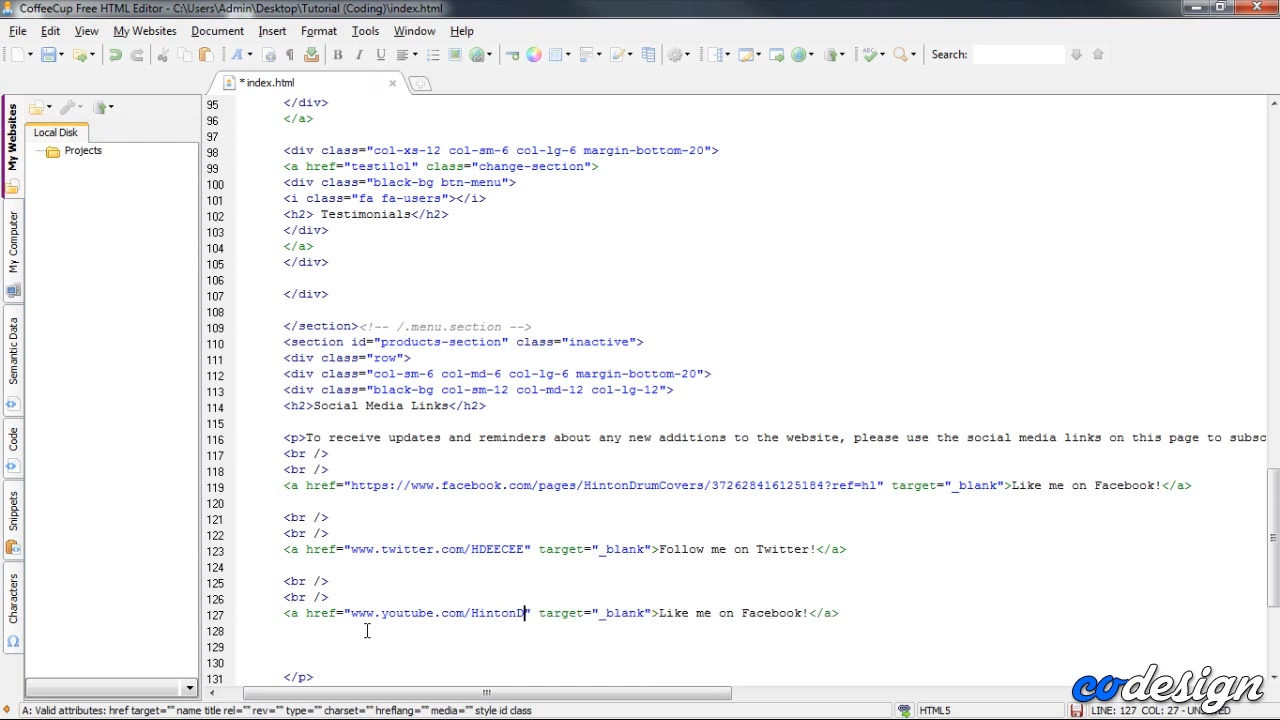 CoffeeCup Free HTML Editor - C:\Users\Admin\Desktop\Tutorial (Coding)\index.html
File Edit View My Websites Document Insert Format Tools Window Help
Search:
* index.html
My Websites
My Computer
Semantic Data
Code
Snippets
Characters
Local Disk
Projects
95 </div>
96 </a>
97
98 <div class="col-xs-12 col-sm-6 col-lg-6 margin-bottom-20">
99 <a href="testilol" class="change-section">
100 <div class="black-bg btn-menu">
101 <i class="fa fa-users"></i>
102 <h2> Testimonials</h2>
103 </div>
104 </a>
105 </div>
106
107 </div>
108
109 </section><!-- /.menu.section -->
110 <section id="products-section" class="inactive">
111 <div class="row">
112 <div class="col-sm-6 col-md-6 col-lg-6 margin-bottom-20">
113 <div class="black-bg col-sm-12 col-md-12 col-lg-12">
114 <h2>Social Media Links</h2>
115
116 <p>To receive updates and reminders about any new additions to the website, please use the social media links on this page to subsc
117 <br />
118 <br />
119 <a href="https://www.facebook.com/pages/HintonDrumCovers/372628416125184?ref=hl" target="_blank">Like me on Facebook!</a>
120
121 <br />
122 <br />
123 <a href="www.twitter.com/HDEECEE" target="_blank">Follow me on Twitter!</a>
124
125 <br />
126 <br />
127 <a href="www.youtube.com/HintonD" target="_blank">Like me on Facebook!</a>
128
129
130
131 </p>
codesign
A: Valid attributes: href target="" name title rel="" rev="" type="" charset="" hreflang="" media="" style id class
HTML5
LINE: 127 COL: 27 - UNSAVED